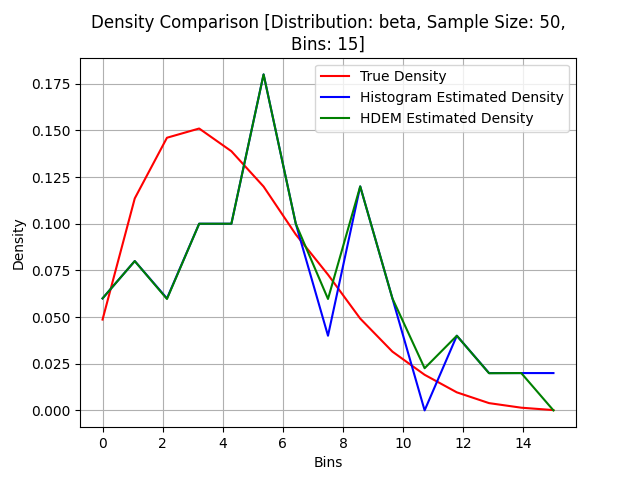 Density Comparison [Distribution: beta, Sample Size: 50,
Bins: 15]
True Density
Histogram Estimated Density
HDEM Estimated Density
Density
0.175
0.150
0.125
0.100
0.075
0.050
0.025
0.000
0 2 4 6 8 10 12 14
Bins